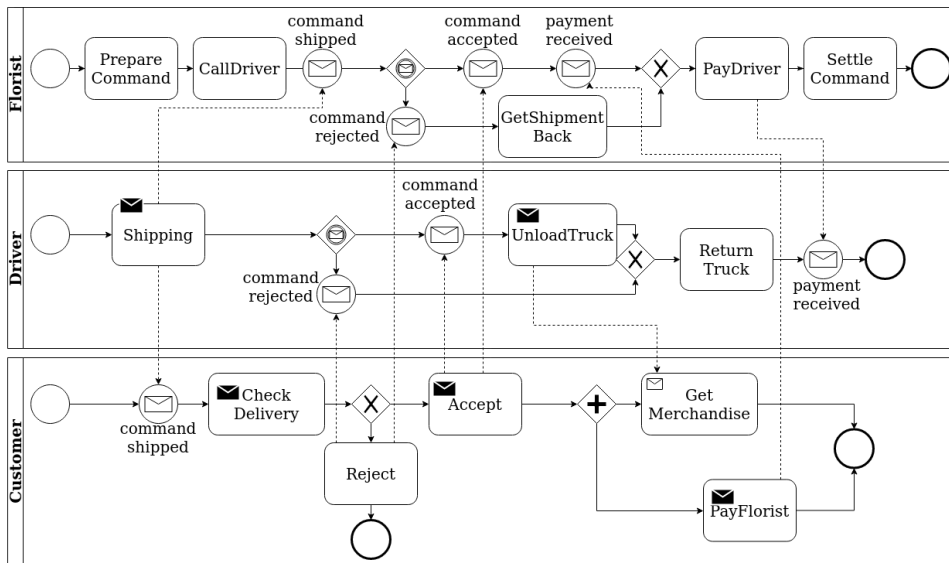 Florist
Prepare
Command
CallDriver
command
shipped
command
rejected
command
accepted
payment
received
GetShipment
Back
PayDriver
Settle
Command
Driver
Shipping
command
rejected
command
accepted
UnloadTruck
Return
Truck
payment
received
Customer
command
shipped
Check
Delivery
Reject
Accept
Get
Merchandise
PayFlorist